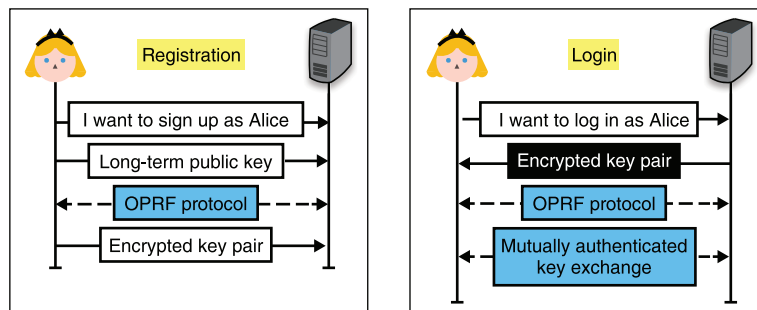 Registration
I want to sign up as Alice
Long-term public key
OPRF protocol
Encrypted key pair
Login
I want to log in as Alice
Encrypted key pair
OPRF protocol
Mutually authenticated
key exchange